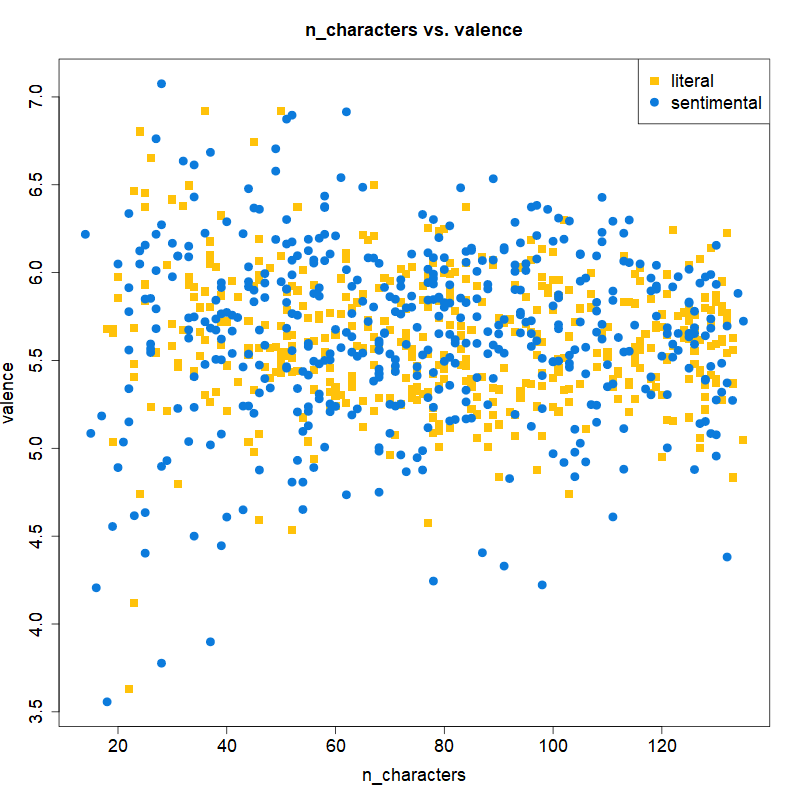 n_characters vs. valence
literal
sentimental
7.0
6.5
6.0
5.5
5.0
4.5
4.0
3.5
valence
20 40 60 80 100 120
n_characters